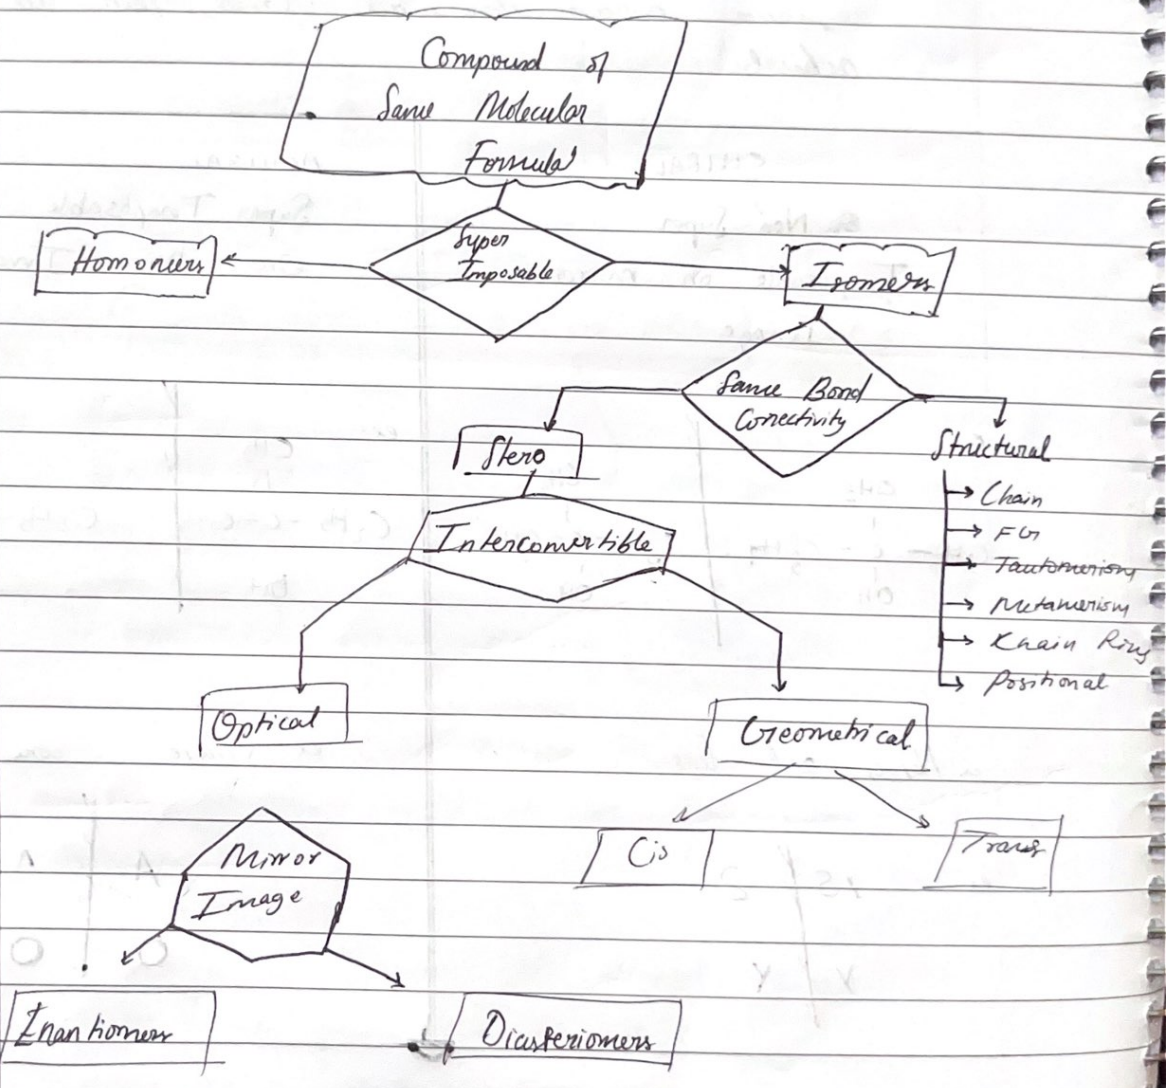 Compound of
Same Molecular
Formula
Super
Imposable
Homomers
Isomers
Same Bond
Connectivity
Stero
Structural
Chain
FG
Tautomerism
Metamerism
Chain Ring
Positional
Interconvertible
Optical
Geometrical
Cis
Trans
Mirror
Image
Enantiomers
Diasteriomers